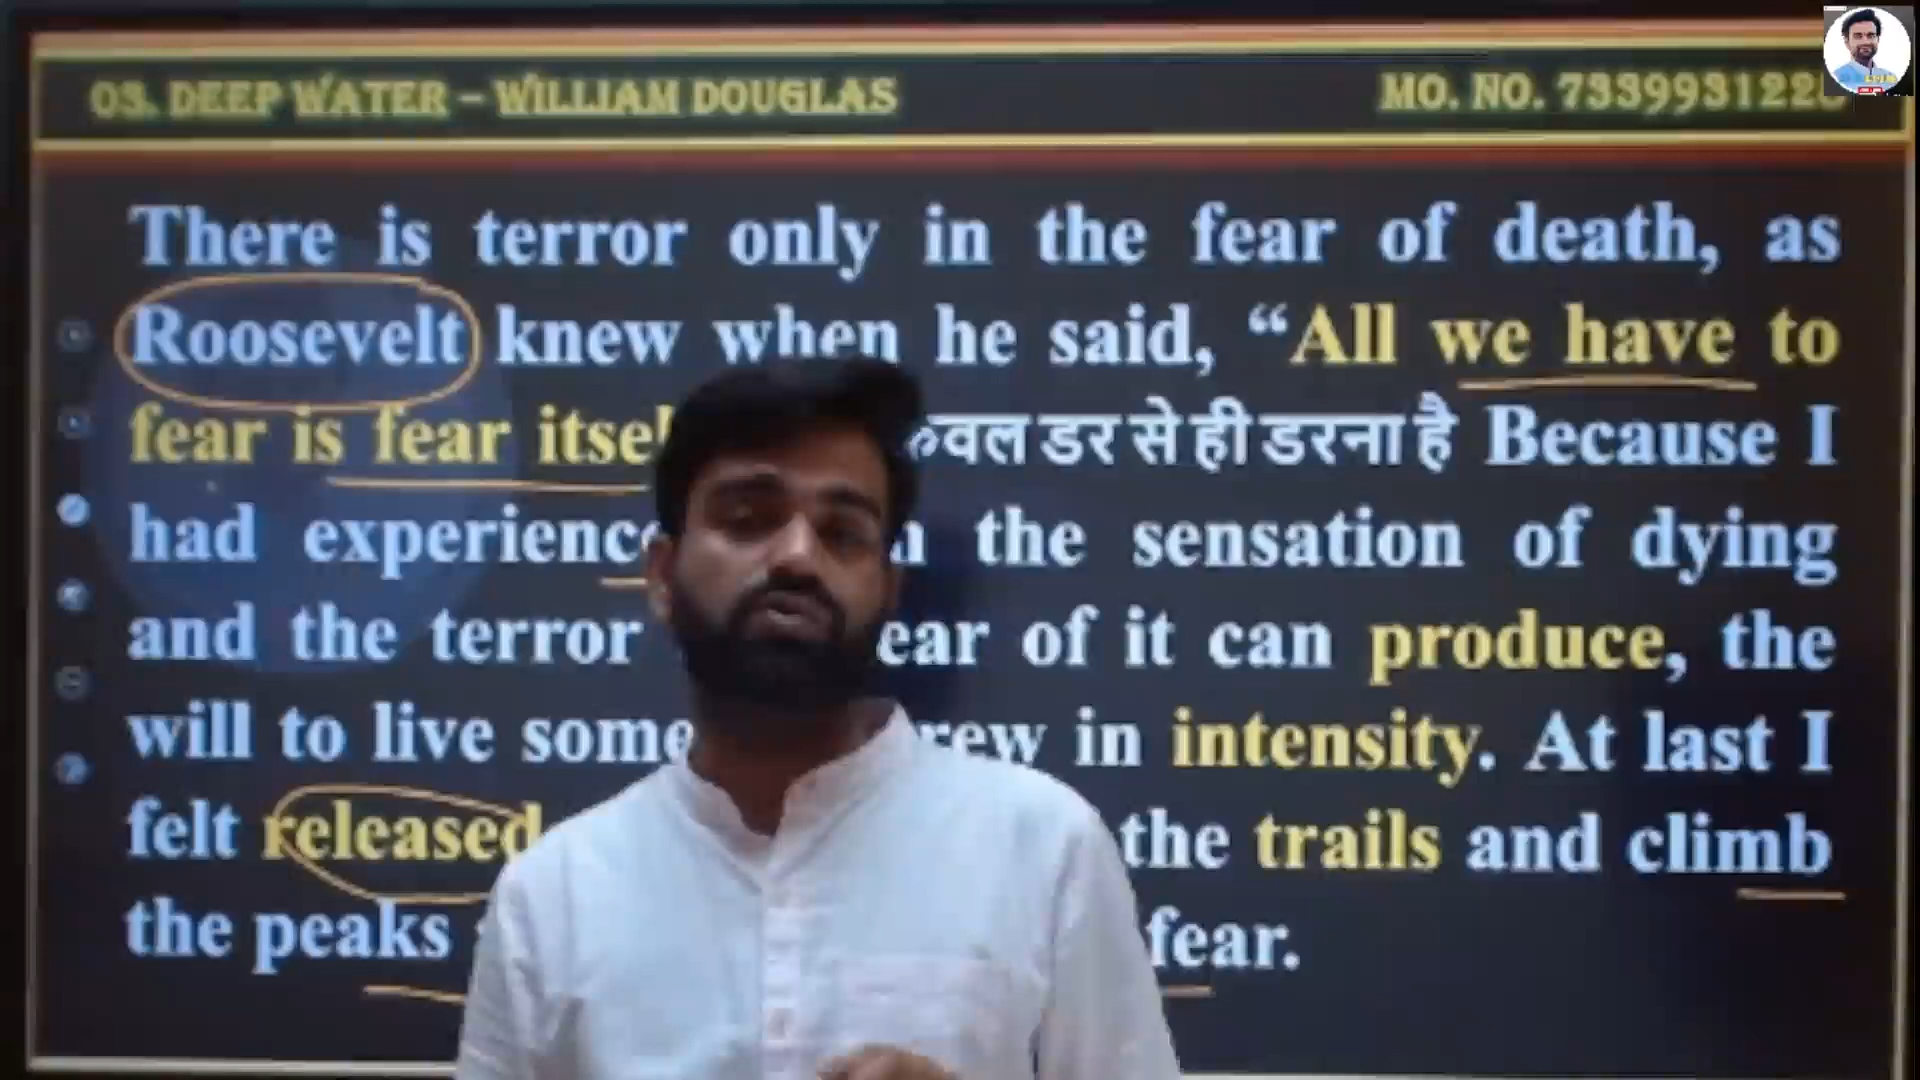 03. DEEP WATER – WILLIAM DOUGLAS
MO. NO. 733993122
There is terror only in the fear of death, as
Roosevelt knew when he said, “All we have to
fear is fear itsel वल डर से ही डरना है Because I
had experienc the sensation of dying
and the terror ear of it can produce, the
will to live some rew in intensity. At last I
felt released the trails and climb
the peaks fear.